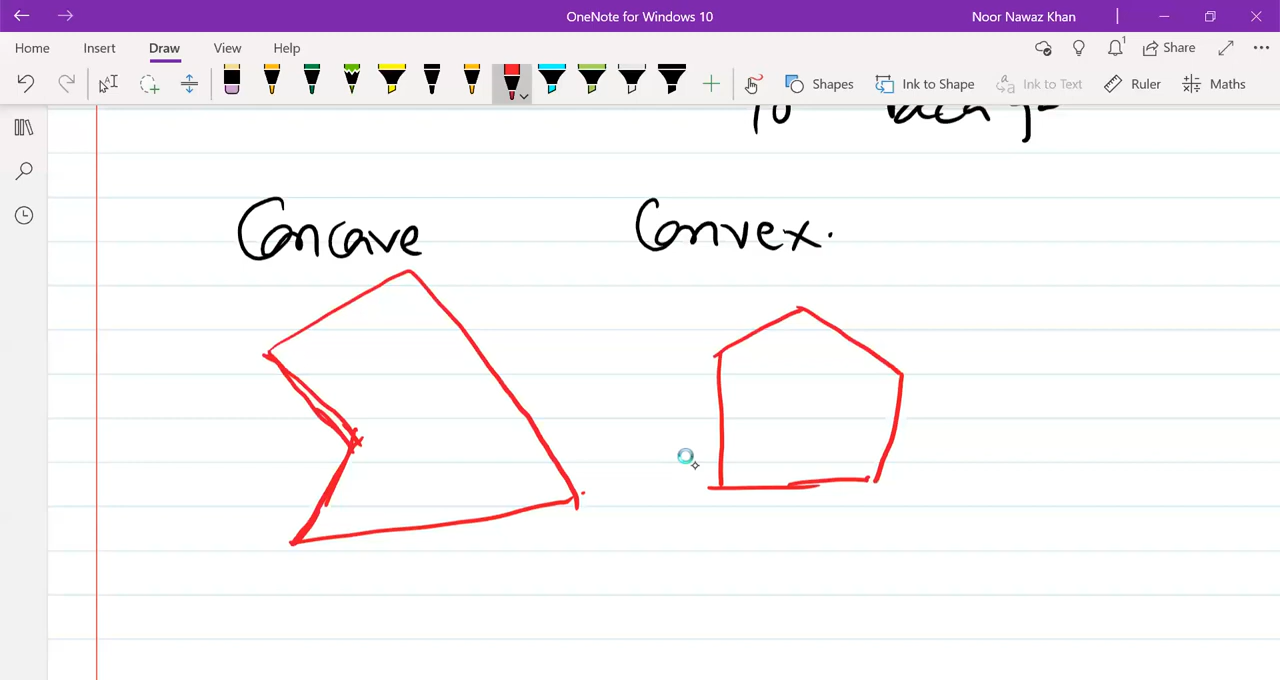 OneNote for Windows 10
Noor Nawaz Khan
Home Insert Draw View Help
1
Share
Shapes Ink to Shape Ink to Text Ruler Maths
Concave Convex.